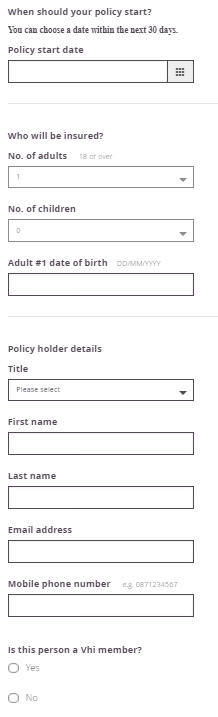 When should your policy start?
You can choose a date within the next 30 days.
Policy start date
Who will be insured?
No. of adults 18 or over
1
No. of children
0
Adult #1 date of birth DD/MM/YYYY
Policy holder details
Title
Please select
First name
Last name
Email address
Mobile phone number e.g. 0871234567
Is this person a Vhi member?
Yes
No